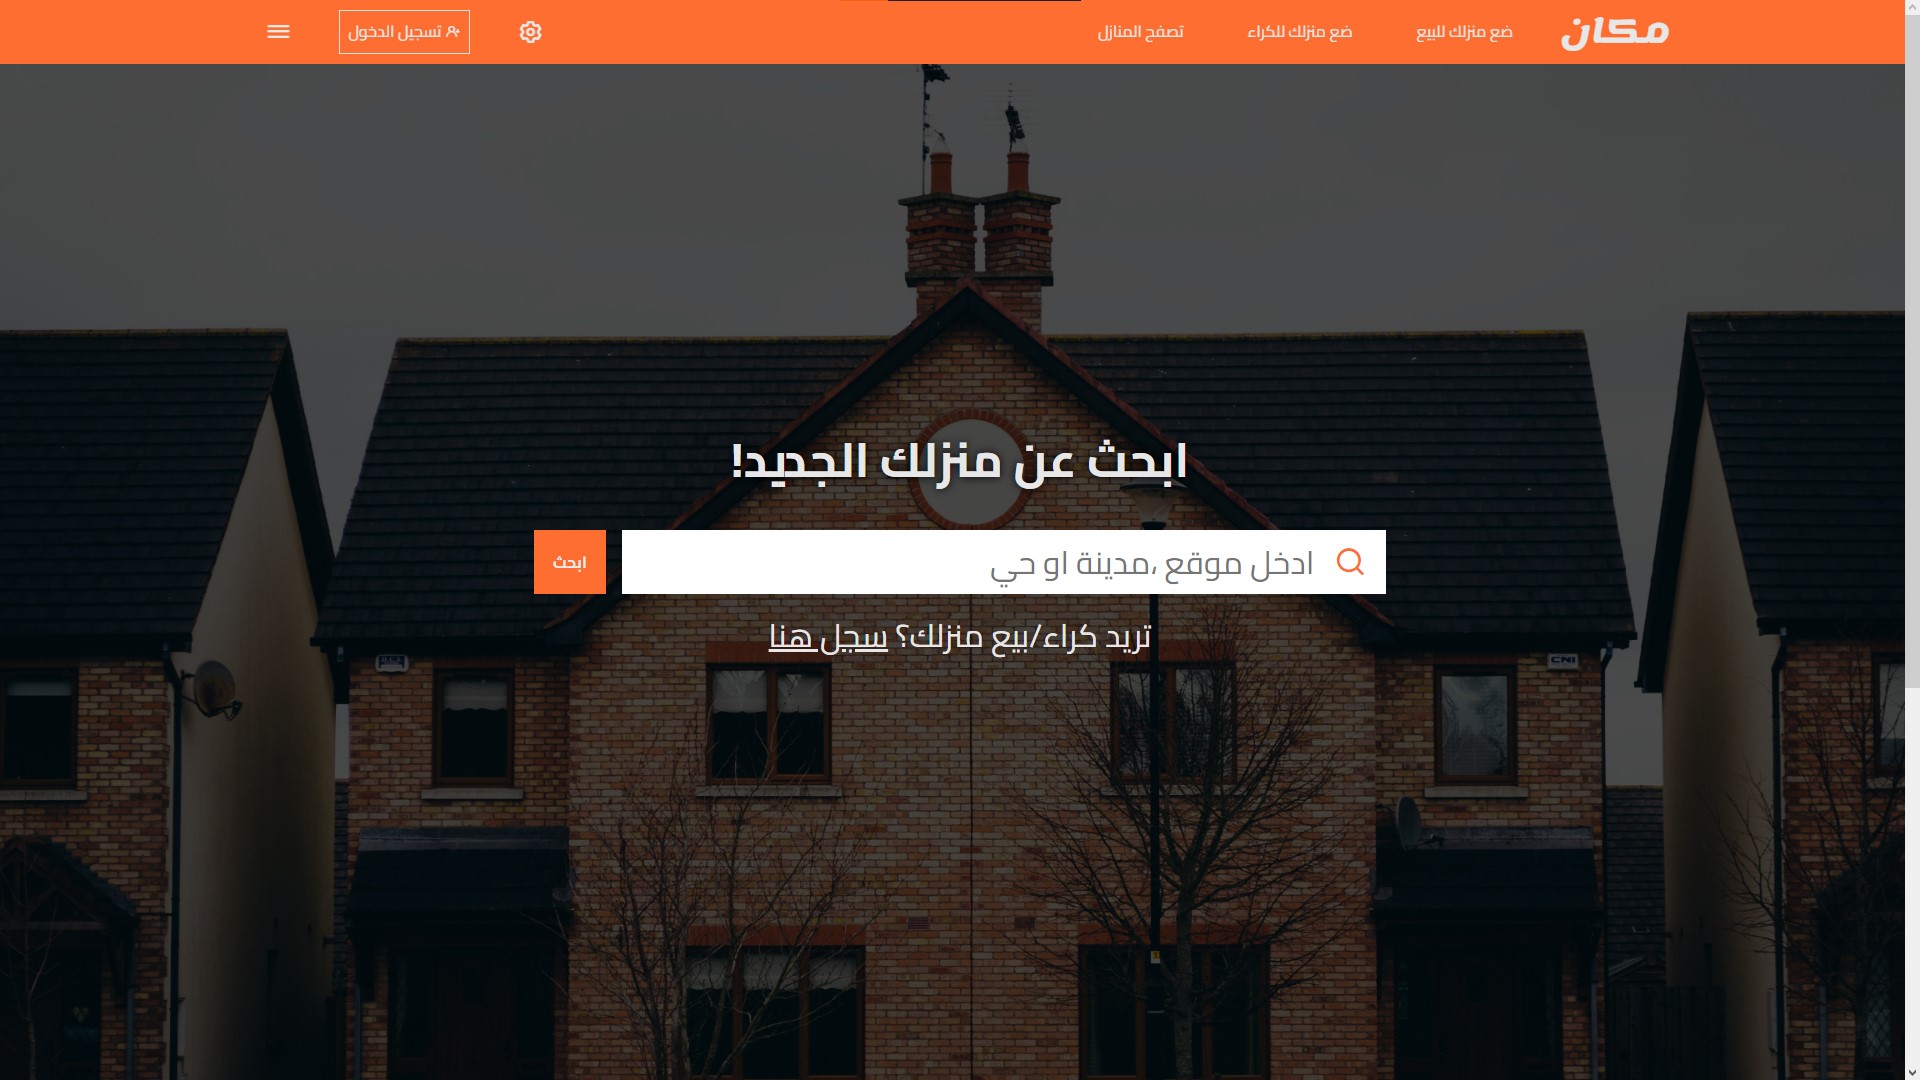 مكان
ضع منزلك للبيع
ضع منزلك للكراء
تصفح المنازل
تسجيل الدخول
ابحث عن منزلك الجديد!
ادخل موقع ،مدينة او حي
ابحث
تريد كراء/بيع منزلك؟ سجل هنا
CNI